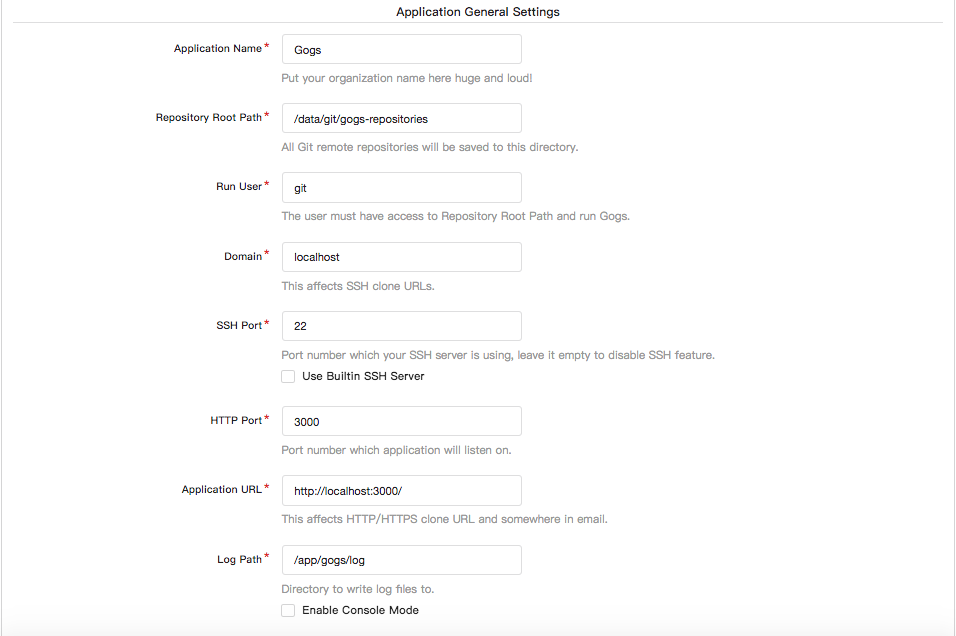 Application General Settings
Application Name*
Gogs
Put your organization name here huge and loud!
Repository Root Path*
/data/git/gogs-repositories
All Git remote repositories will be saved to this directory.
Run User*
git
The user must have access to Repository Root Path and run Gogs.
Domain*
localhost
This affects SSH clone URLs.
SSH Port*
22
Port number which your SSH server is using, leave it empty to disable SSH feature.
Use Builtin SSH Server
HTTP Port*
3000
Port number which application will listen on.
Application URL*
http://localhost:3000/
This affects HTTP/HTTPS clone URL and somewhere in email.
Log Path*
/app/gogs/log
Directory to write log files to.
Enable Console Mode